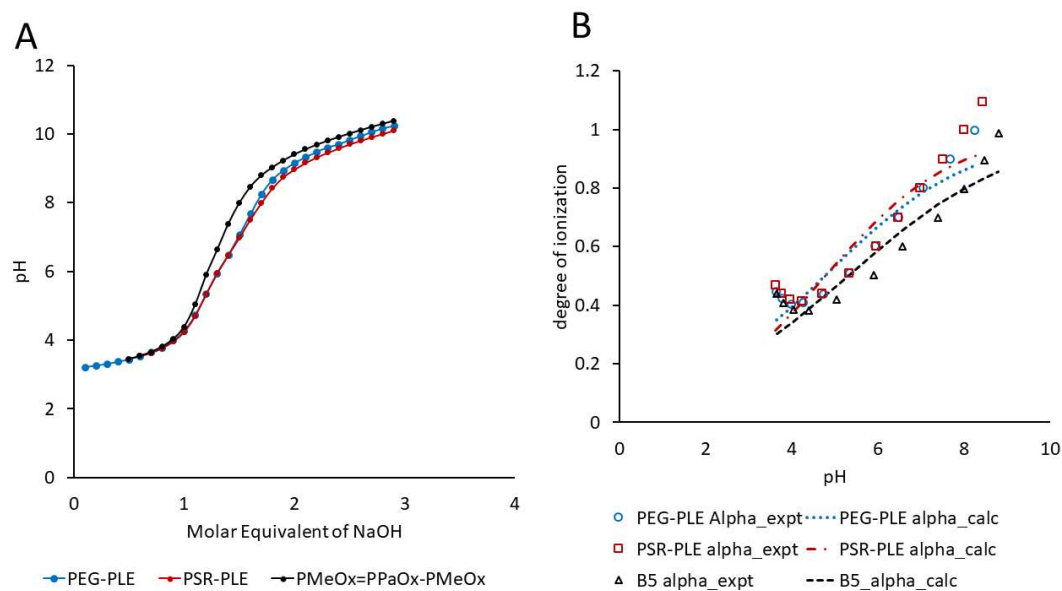 A
12
10
8
6
4
2
0
pH
0 1 2 3 4
Molar Equivalent of NaOH
PEG-PLE PSR-PLE PMeOx=PPaOx-PMeOx
B
1.2
1
0.8
0.6
0.4
0.2
0
degree of ionization
0 2 4 6 8 10
pH
PEG-PLE Alpha_expt PEG-PLE alpha_calc
PSR-PLE alpha_expt PSR-PLE alpha_calc
B5 alpha_expt B5_alpha_calc